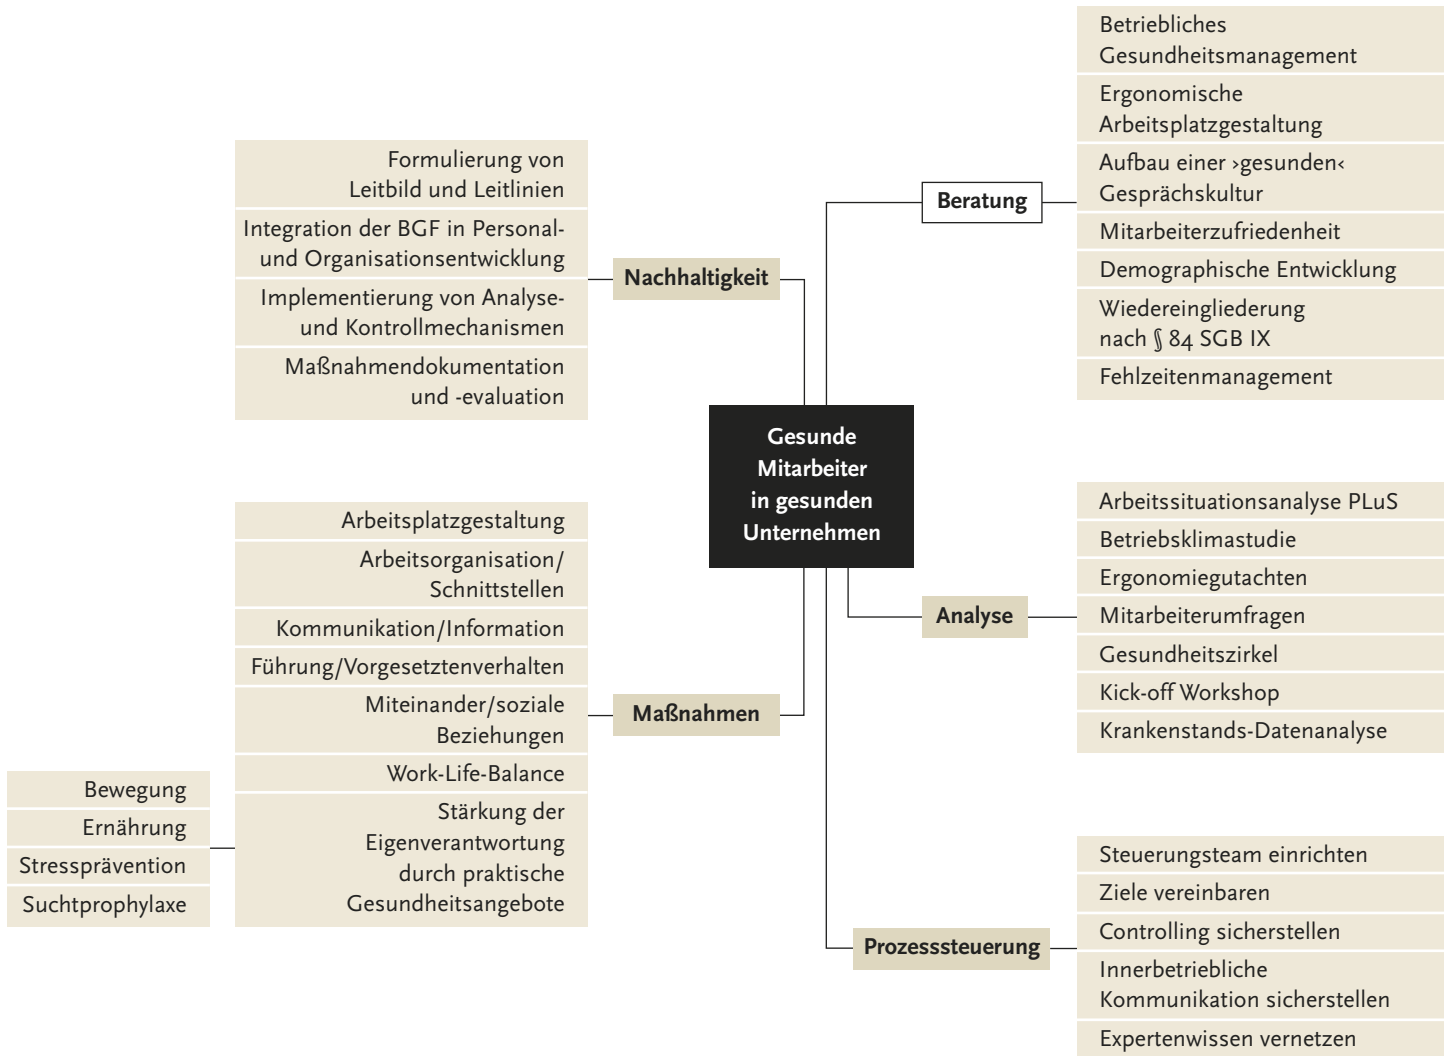 Betriebliches
Gesundheitsmanagement
Ergonomische
Arbeitsplatzgestaltung
Aufbau einer ›gesunden‹
Gesprächskultur
Mitarbeiterzufriedenheit
Demographische Entwicklung
Wiedereingliederung
nach § 84 SGB IX
Fehlzeitenmanagement
Beratung
Formulierung von
Leitbild und Leitlinien
Integration der BGF in Personal-
und Organisationsentwicklung
Implementierung von Analyse-
und Kontrollmechanismen
Maßnahmendokumentation
und -evaluation
Nachhaltigkeit
Gesunde
Mitarbeiter
in gesunden
Unternehmen
Arbeitsplatzgestaltung
Arbeitsorganisation/
Schnittstellen
Kommunikation/Information
Führung/Vorgesetztenverhalten
Miteinander/soziale
Beziehungen
Work-Life-Balance
Stärkung der
Eigenverantwortung
durch praktische
Gesundheitsangebote
Maßnahmen
Bewegung
Ernährung
Stressprävention
Suchtprophylaxe
Analyse
Arbeitssituationsanalyse PLuS
Betriebsklimastudie
Ergonomiegutachten
Mitarbeiterumfragen
Gesundheitszirkel
Kick-off Workshop
Krankenstands-Datenanalyse
Prozesssteuerung
Steuerungsteam einrichten
Ziele vereinbaren
Controlling sicherstellen
Innerbetriebliche
Kommunikation sicherstellen
Expertenwissen vernetzen